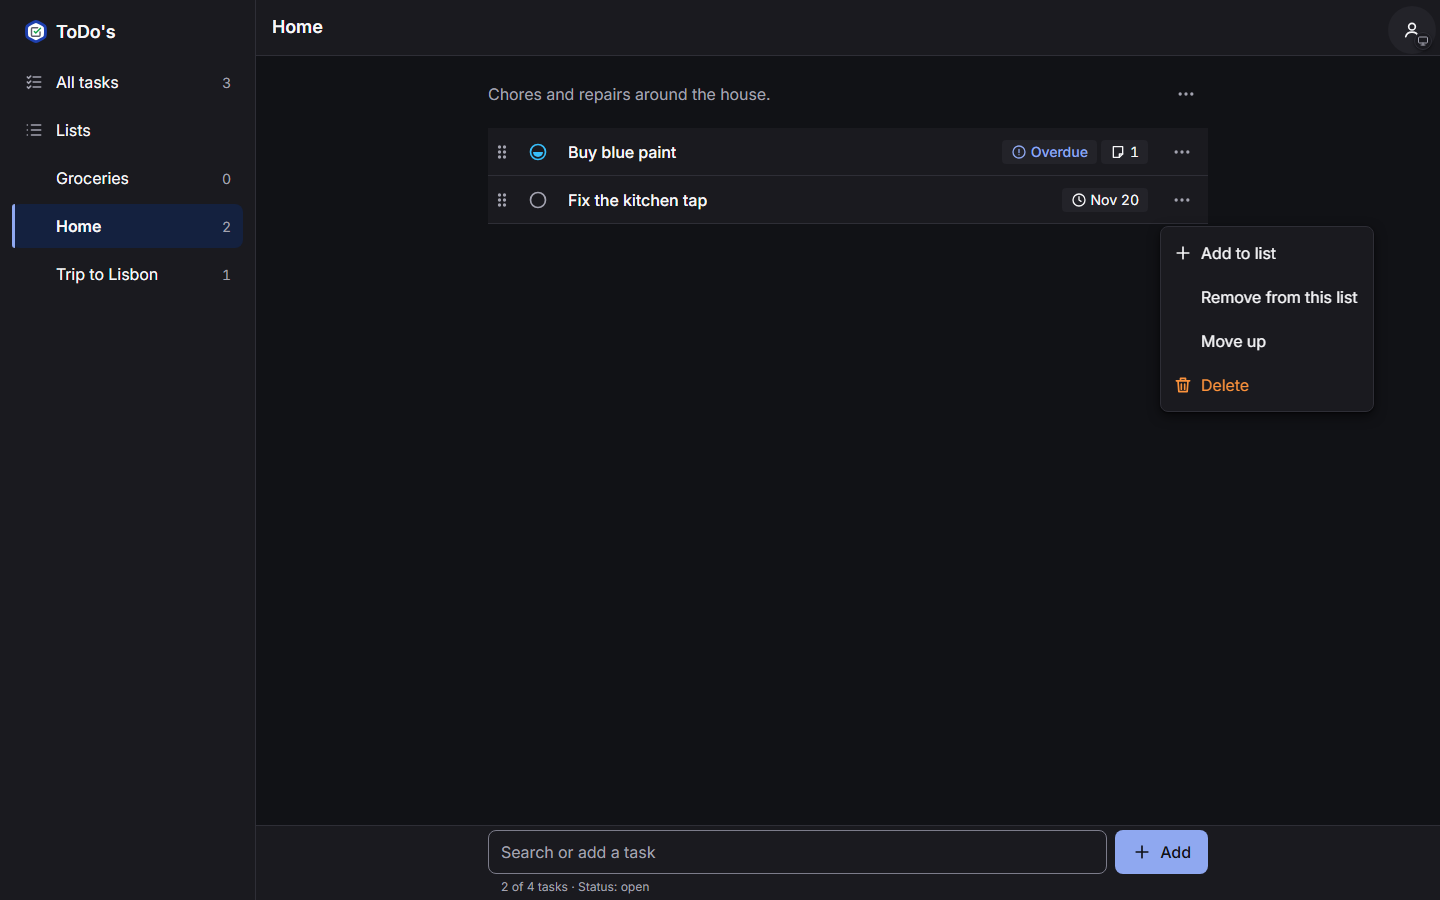 ToDo's
All tasks 3
Lists
Groceries 0
Home 2
Trip to Lisbon 1
Home
Chores and repairs around the house.
Buy blue paint Overdue 1
Fix the kitchen tap Nov 20
Add to list
Remove from this list
Move up
Delete
Search or add a task
Add
2 of 4 tasks · Status: open